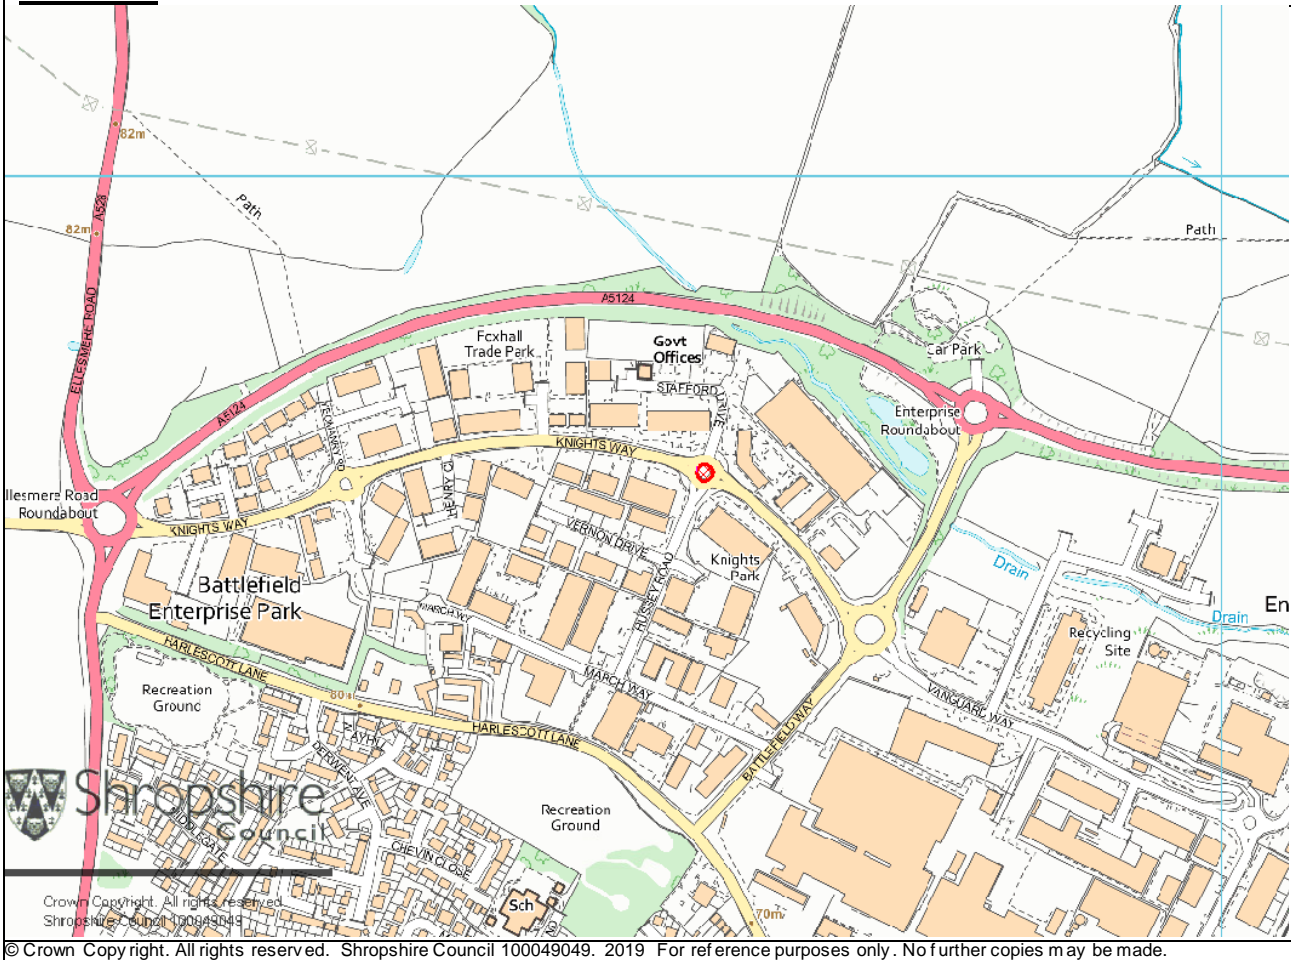 82m
A528
Path
82m
Path
ELLESMERE ROAD
A5124
Foxhall
Trade Park
Govt
Offices
Car Park
STAFFORD DRIVE
A5124
YEOMANRY RD
Enterprise
Roundabout
KNIGHTS WAY
llesmere Road
Roundabout
KNIGHTS WAY
HENRY CL
VERNON DRIVE
Knights
Park
Drain
HUSSEY ROAD
Battlefield
Enterprise Park
MARCH WY
En
Drain
Recycling
Site
HARLESCOTT LANE
MARCH WAY
Recreation
Ground
80m
VANGUARD WAY
BATTLEFIELD WAY
HARLESCOTT LANE
DERWENT AVE
Shropshire
Council
Recreation
Ground
MIDDLEGATE
CHEVIN CLOSE
Sch
70m
Crown Copyright. All rights reserved
Shropshire Council 100049049
© Crown Copyright. All rights reserved. Shropshire Council 100049049. 2019 For reference purposes only. No further copies may be made.